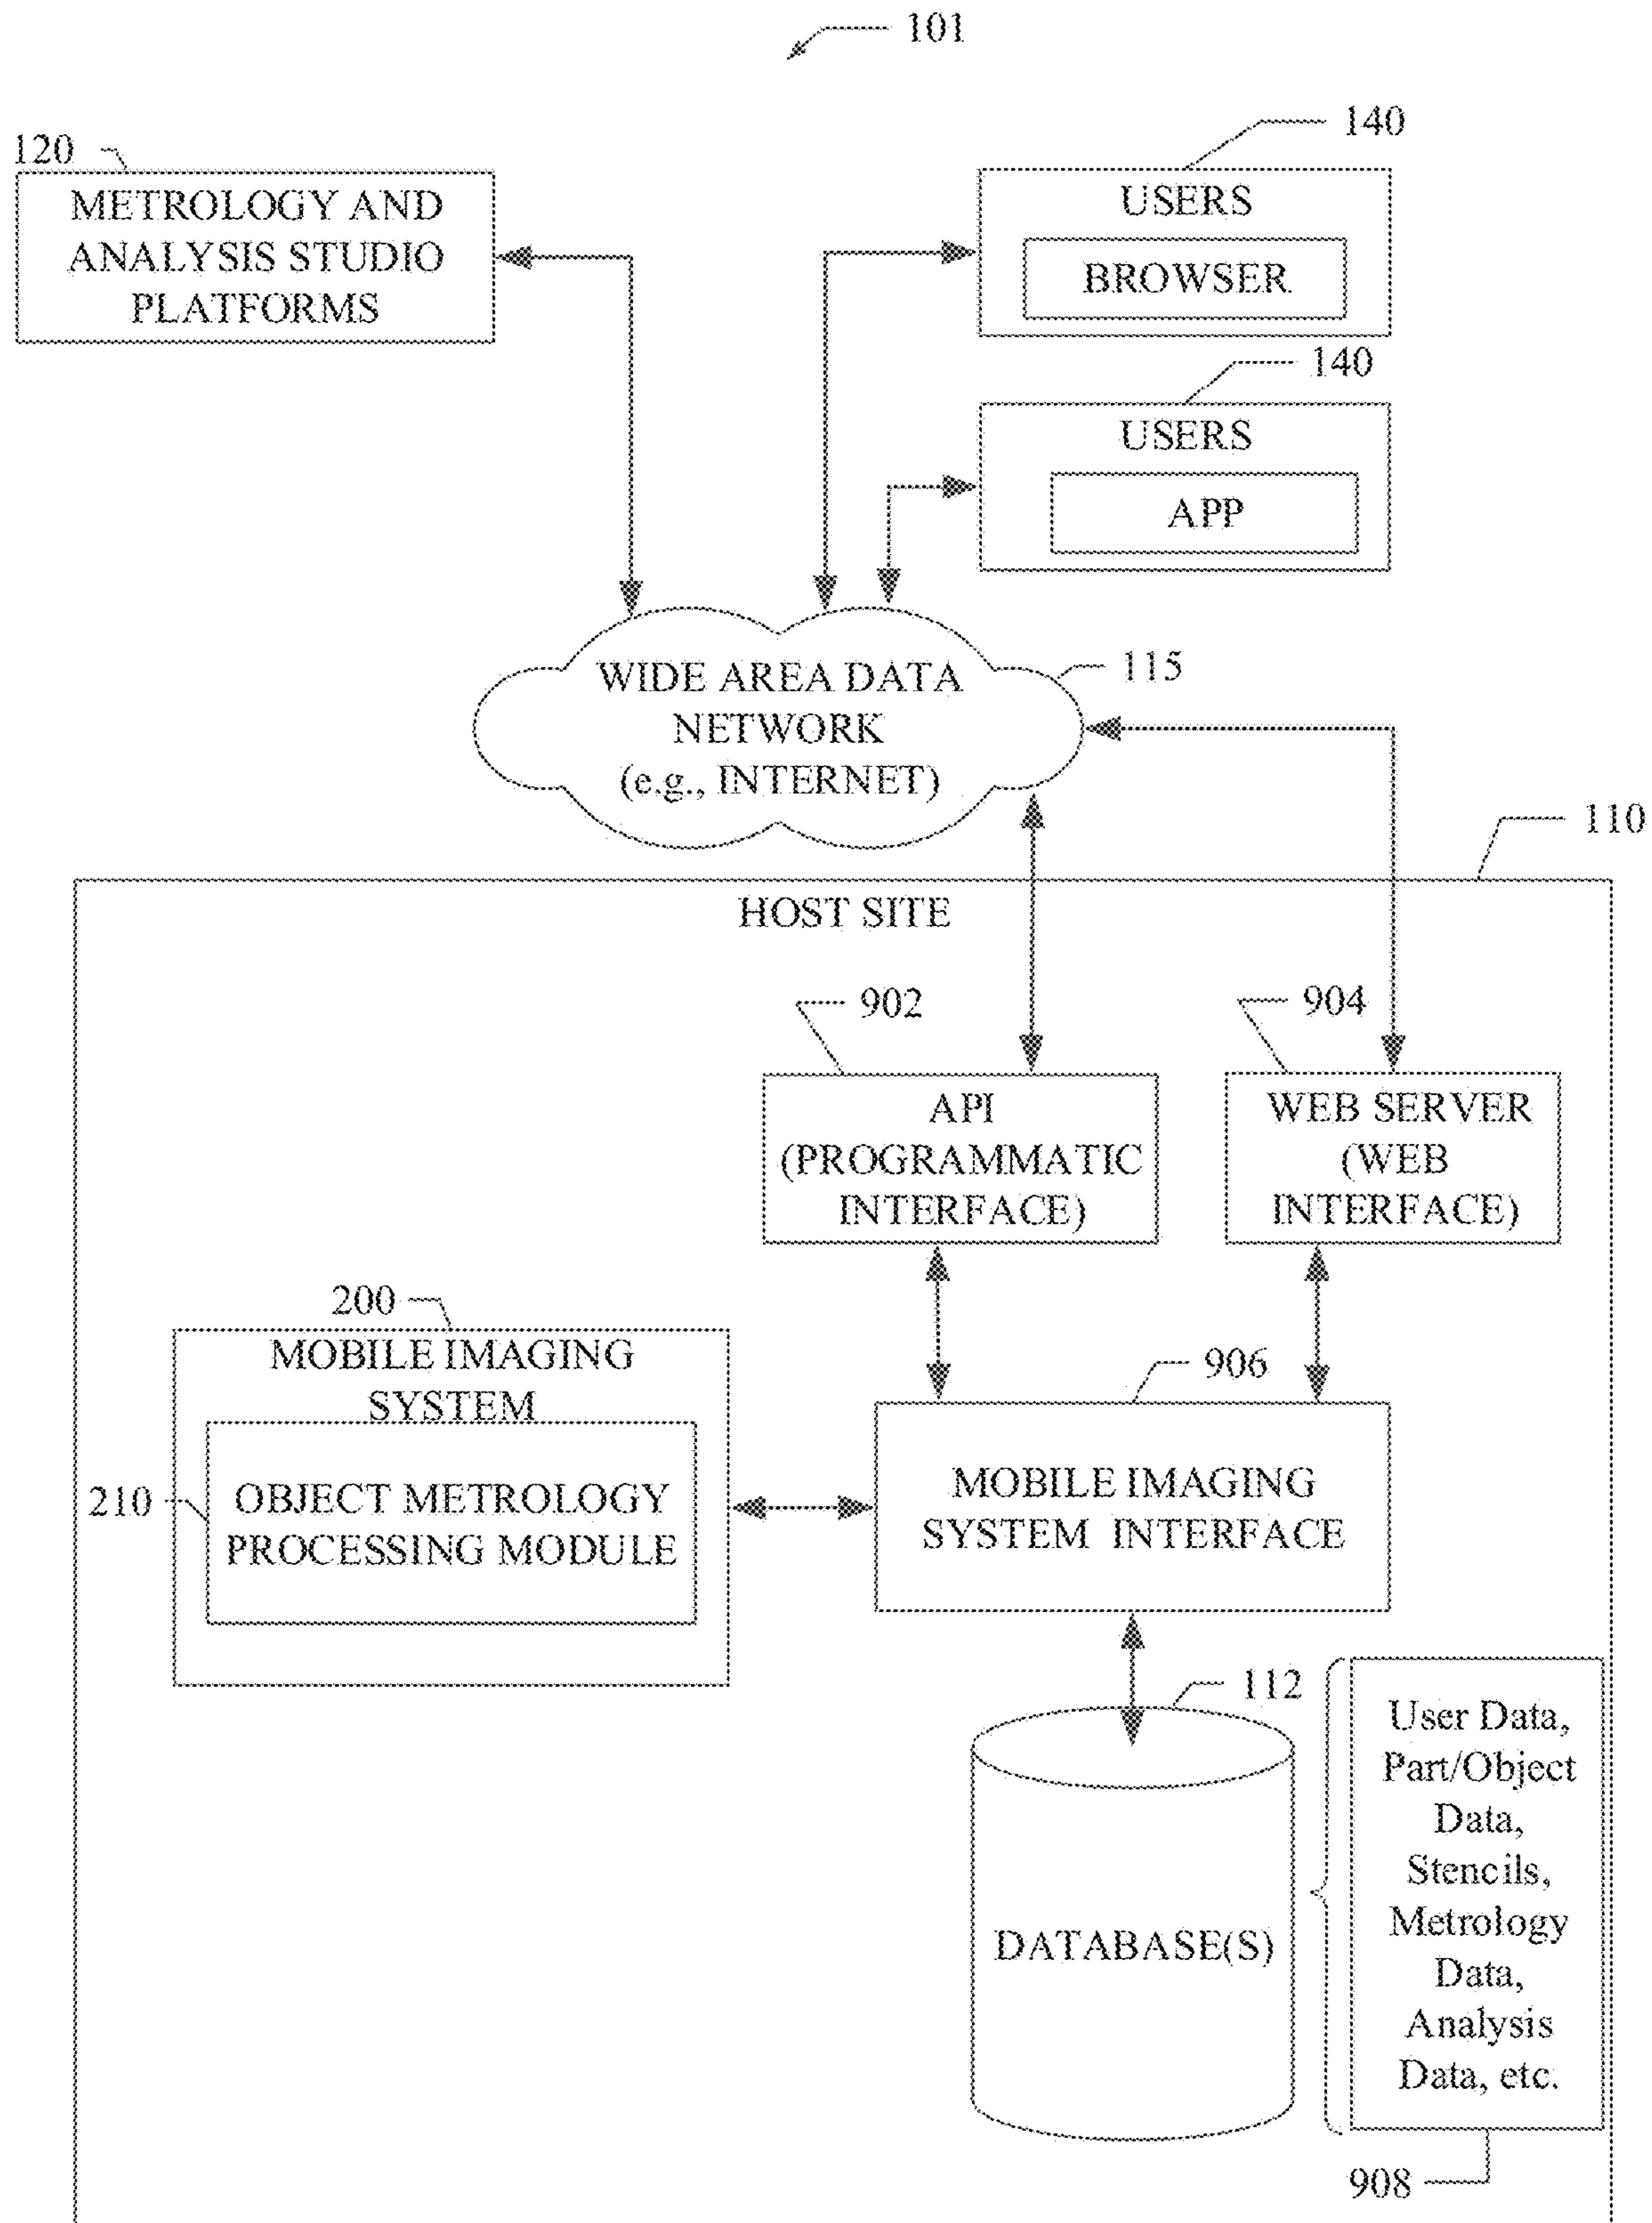 101
120
METROLOGY AND
ANALYSIS STUDIO
PLATFORMS
140
USERS
BROWSER
140
USERS
APP
WIDE AREA DATA
NETWORK
(e.g., INTERNET)
115
110
HOST SITE
902
API
(PROGRAMMATIC
INTERFACE)
904
WEB SERVER
(WEB
INTERFACE)
200
MOBILE IMAGING
SYSTEM
210
OBJECT METROLOGY
PROCESSING MODULE
906
MOBILE IMAGING
SYSTEM INTERFACE
112
DATABASE(S)
User Data,
Part/Object
Data,
Stencils,
Metrology
Data,
Analysis
Data, etc.
908